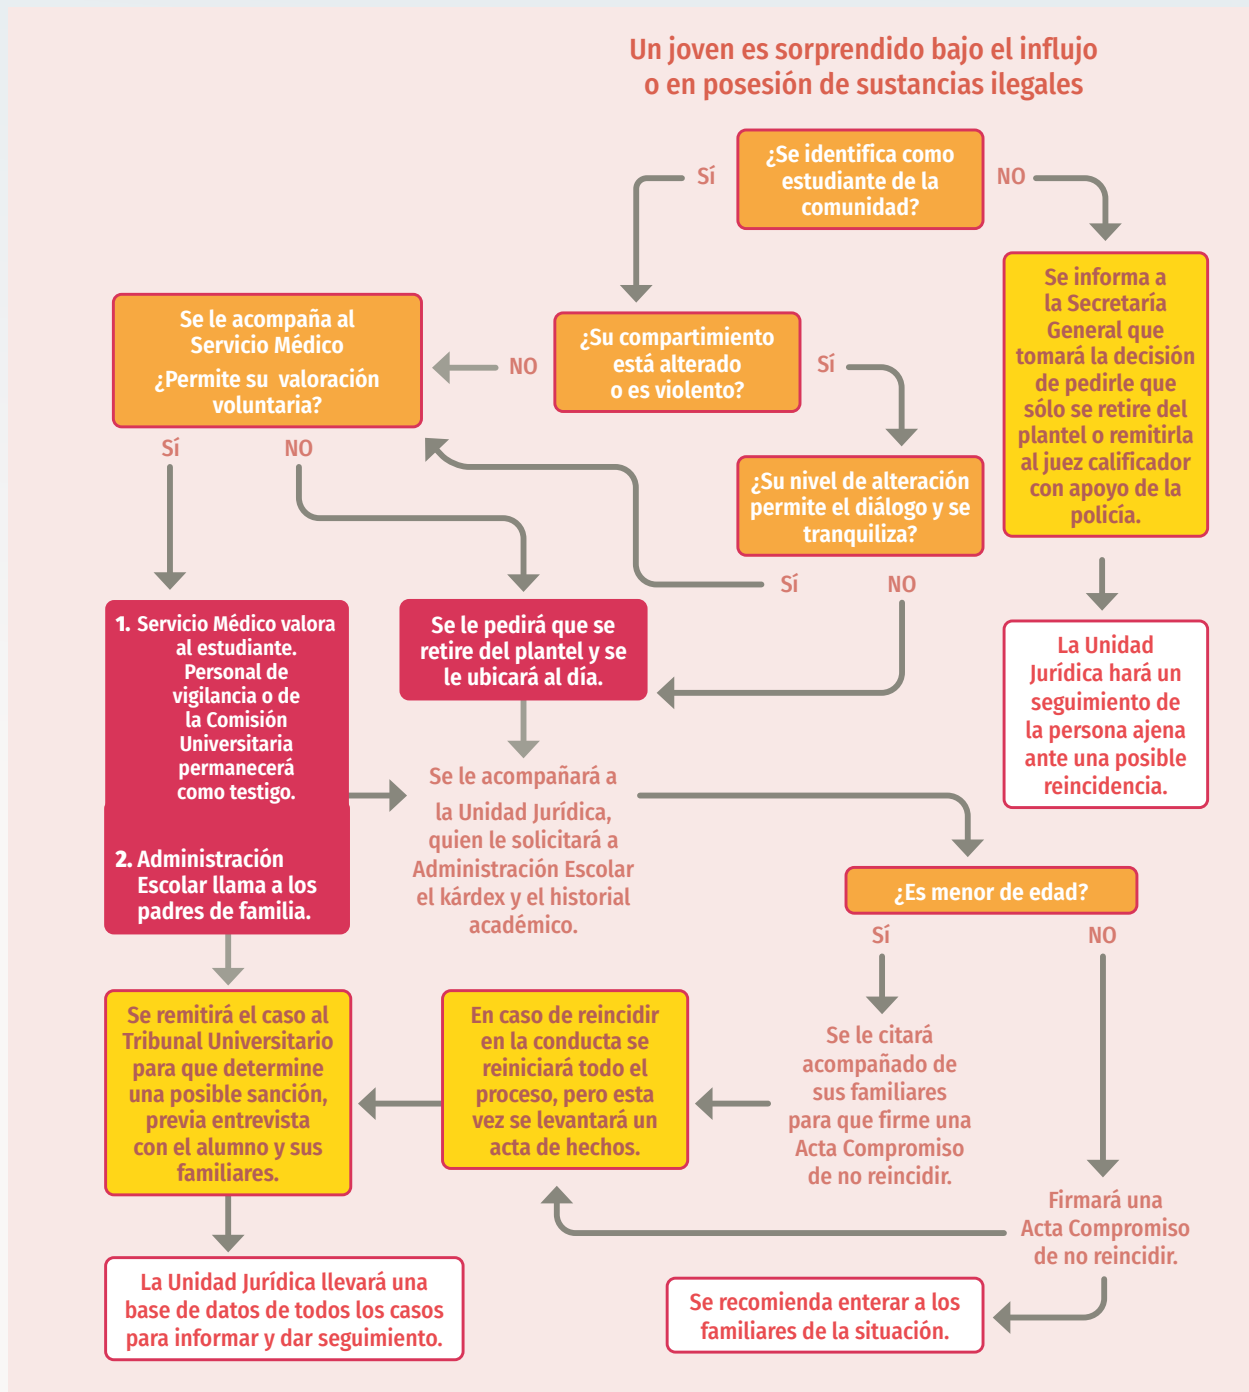 Un joven es sorprendido bajo el influjo
o en posesión de sustancias ilegales
¿Se identifica como
estudiante de la
comunidad?
Sí
NO
Se informa a
la Secretaría
General que
tomará la decisión
de pedirle que
sólo se retire del
plantel o remitirla
al juez calificador
con apoyo de la
policía.
Se le acompaña al
Servicio Médico
¿Permite su valoración
voluntaria?
NO
¿Su compartimiento
está alterado
o es violento?
Sí
Sí
NO
¿Su nivel de alteración
permite el diálogo y se
tranquiliza?
Sí
NO
1. Servicio Médico valora
al estudiante.
Personal de
vigilancia o de
la Comisión
Universitaria
permanecerá
como testigo.
2. Administración
Escolar llama a los
padres de familia.
Se le pedirá que se
retire del plantel y se
le ubicará al día.
La Unidad
Jurídica hará un
seguimiento de
la persona ajena
ante una posible
reincidencia.
Se le acompañará a
la Unidad Jurídica,
quien le solicitará a
Administración Escolar
el kárdex y el historial
académico.
¿Es menor de edad?
Sí
NO
Se remitirá el caso al
Tribunal Universitario
para que determine
una posible sanción,
previa entrevista
con el alumno y sus
familiares.
En caso de reincidir
en la conducta se
reiniciará todo el
proceso, pero esta
vez se levantará un
acta de hechos.
Se le citará
acompañado de
sus familiares
para que firme una
Acta Compromiso
de no reincidir.
Firmará una
Acta Compromiso
de no reincidir.
La Unidad Jurídica llevará una
base de datos de todos los casos
para informar y dar seguimiento.
Se recomienda enterar a los
familiares de la situación.